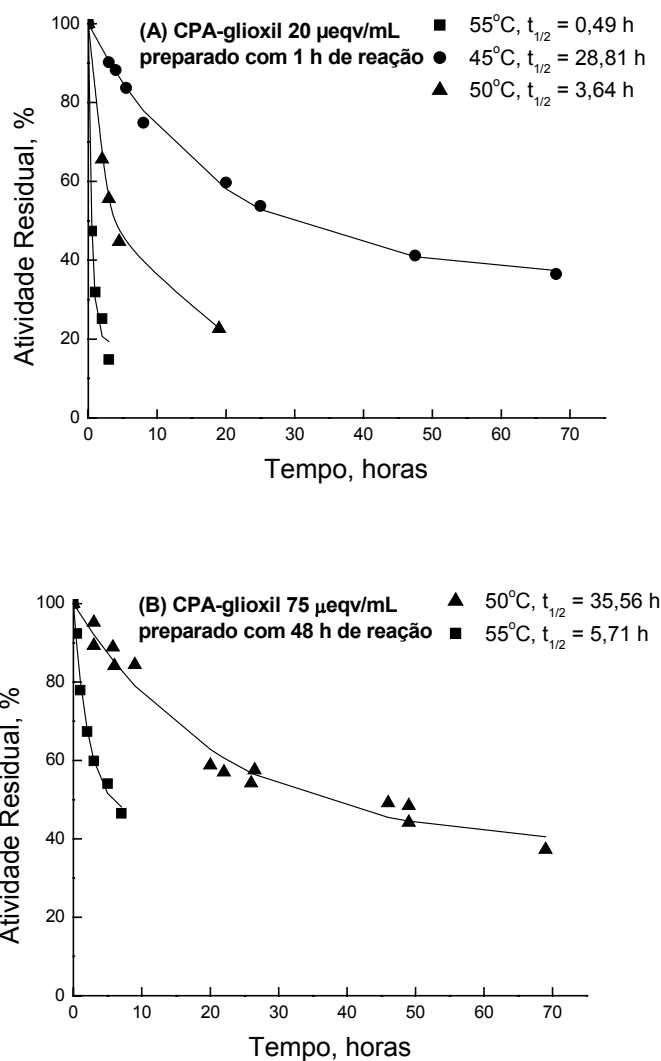 (A) CPA-glioxil 20 µeqv/mL
preparado com 1 h de reação
55°C, t1/2 = 0,49 h
45°C, t1/2 = 28,81 h
50°C, t1/2 = 3,64 h
Atividade Residual, %
100
80
60
40
20
0
0 10 20 30 40 50 60 70
Tempo, horas
(B) CPA-glioxil 75 µeqv/mL
preparado com 48 h de reação
50°C, t1/2 = 35,56 h
55°C, t1/2 = 5,71 h
Atividade Residual, %
100
80
60
40
20
0
0 10 20 30 40 50 60 70
Tempo, horas